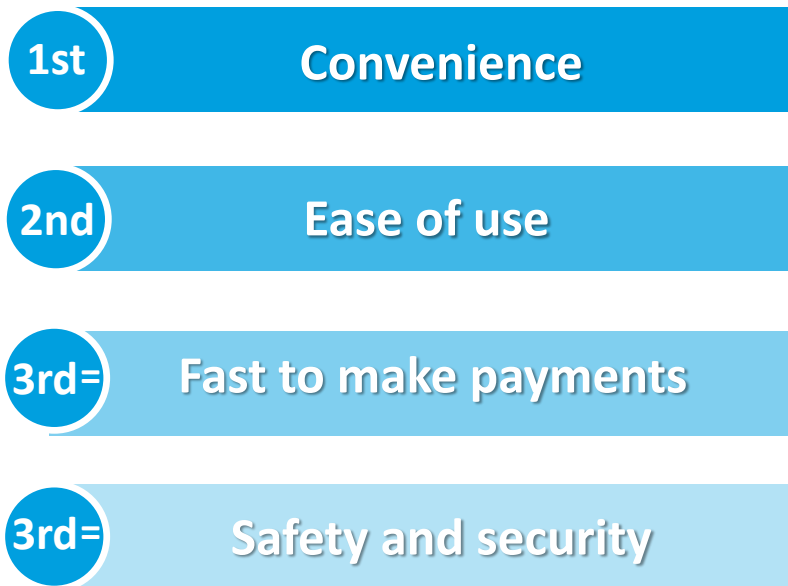 1st Convenience
2nd Ease of use
3rd= Fast to make payments
3rd= Safety and security